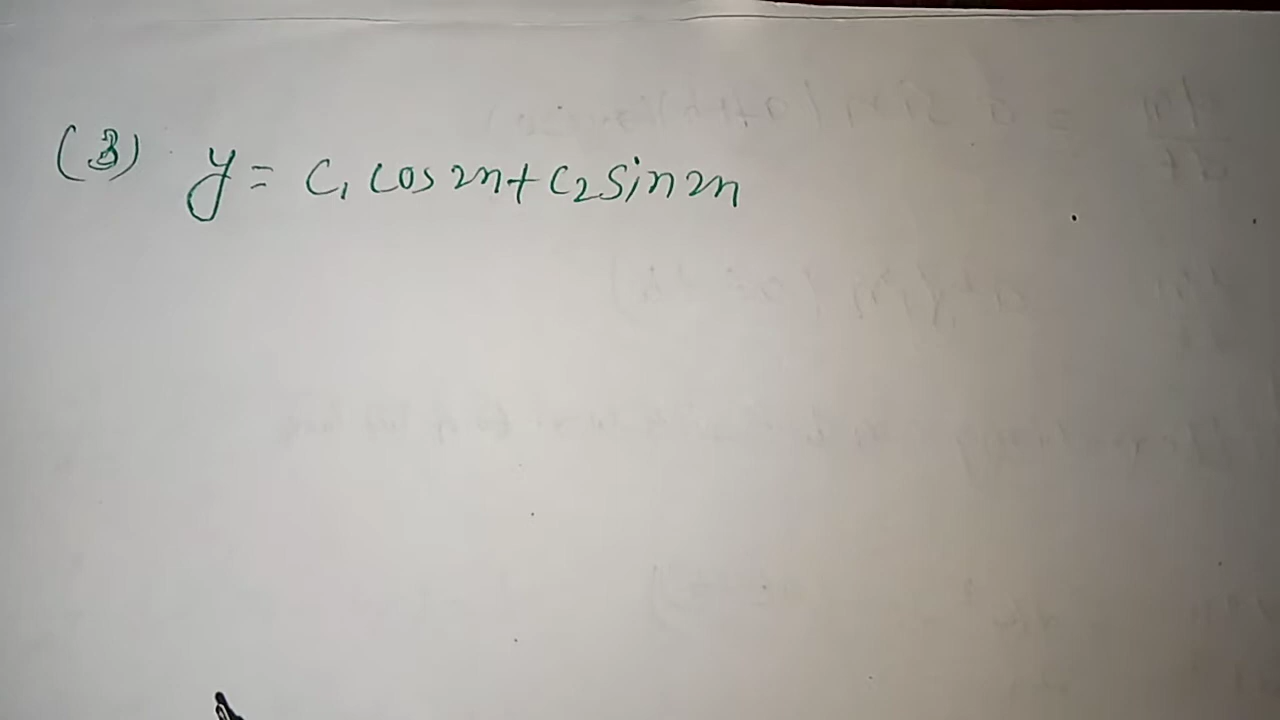 (3) y = C₁ cos 2x + C₂ sin 2x